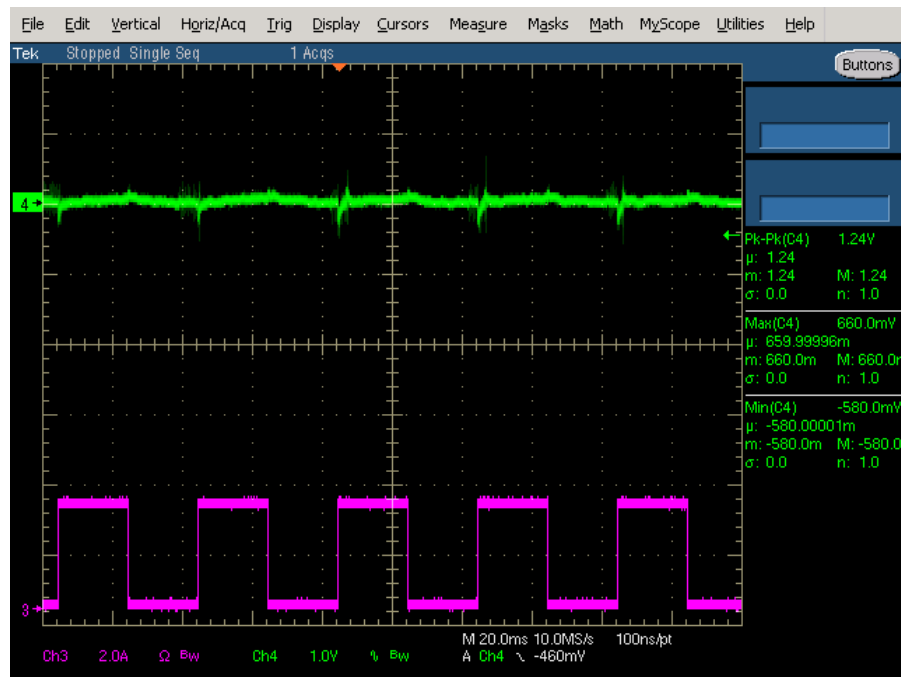 File Edit Vertical Horiz/Acq Trig Display Cursors Measure Masks Math MyScope Utilities Help
Tek Stopped Single Seq 1 Acqs
Buttons
4
Pk-Pk(C4) 1.24V
µ: 1.24
m: 1.24 M: 1.24
σ: 0.0 n: 1.0
Max(C4) 660.0mV
µ: 659.99996m
m: 660.0m M: 660.0
σ: 0.0 n: 1.0
Min(C4) -580.0mV
µ: -580.00001m
m: -580.0m M: -580.0
σ: 0.0 n: 1.0
3
M 20.0ms 10.0MS/s 100ns/pt
Ch3 2.0A Ω Bw Ch4 1.0V ∿ Bw A Ch4 \ -460mV